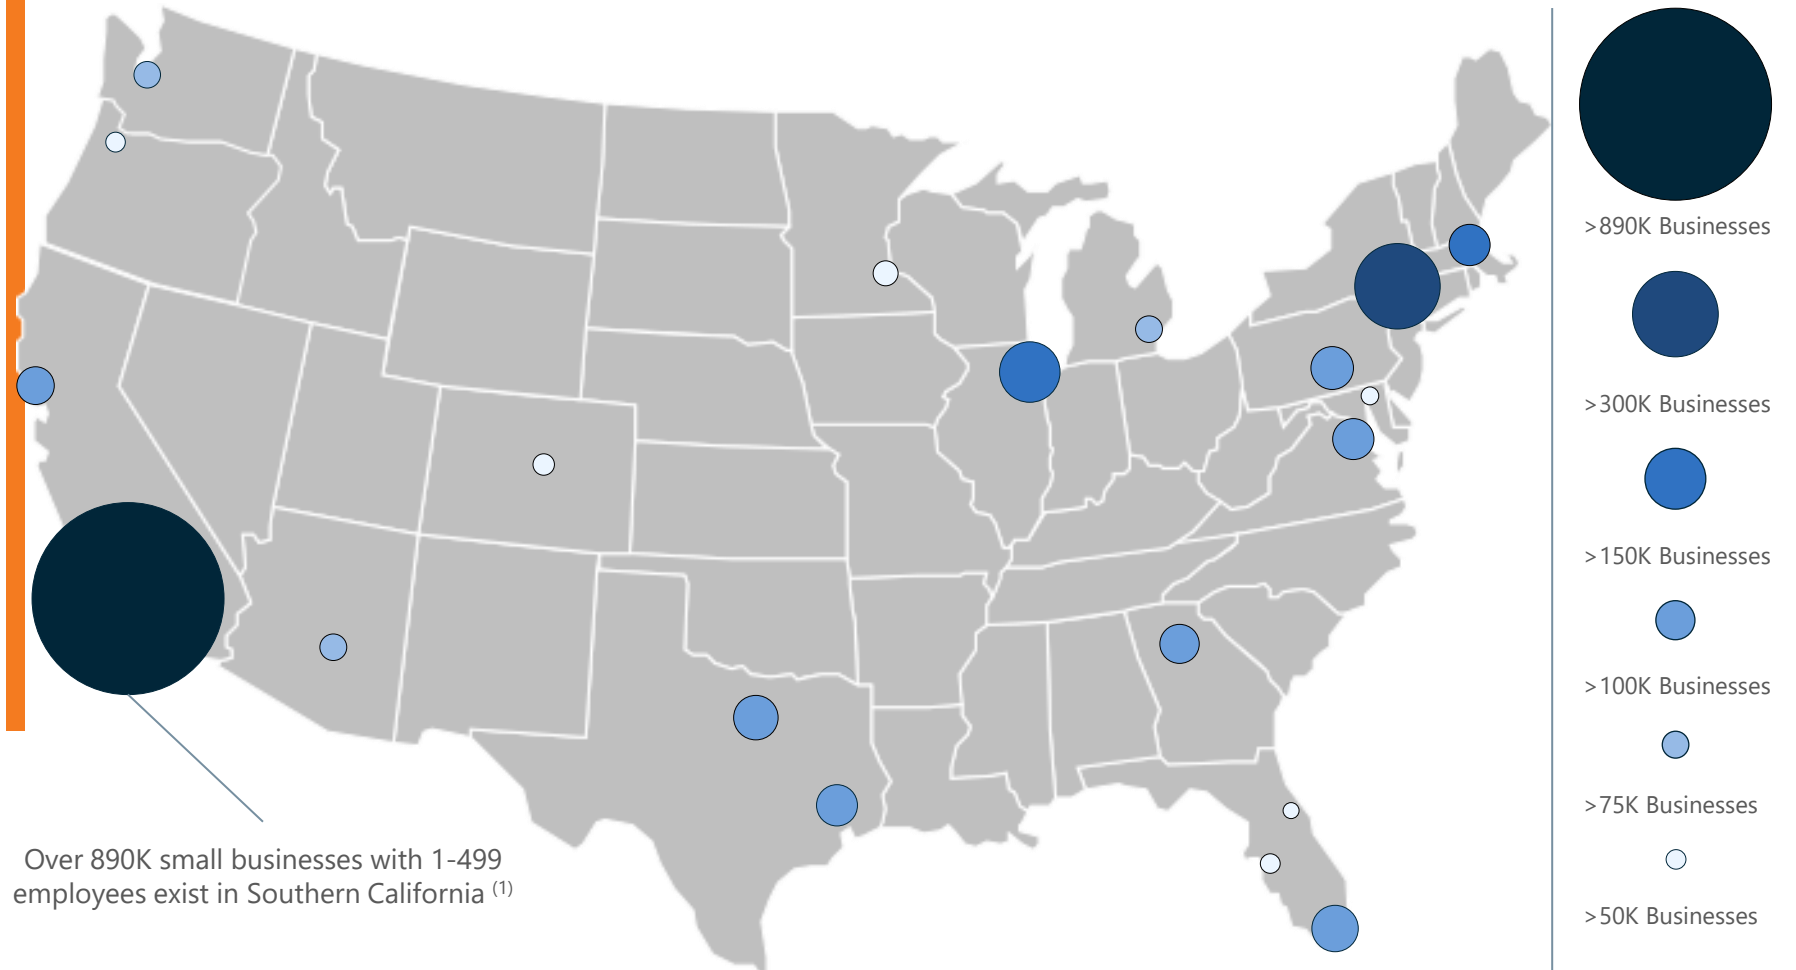 >890K Businesses
>300K Businesses
>150K Businesses
>100K Businesses
>75K Businesses
>50K Businesses
Over 890K small businesses with 1-499
employees exist in Southern California (1)